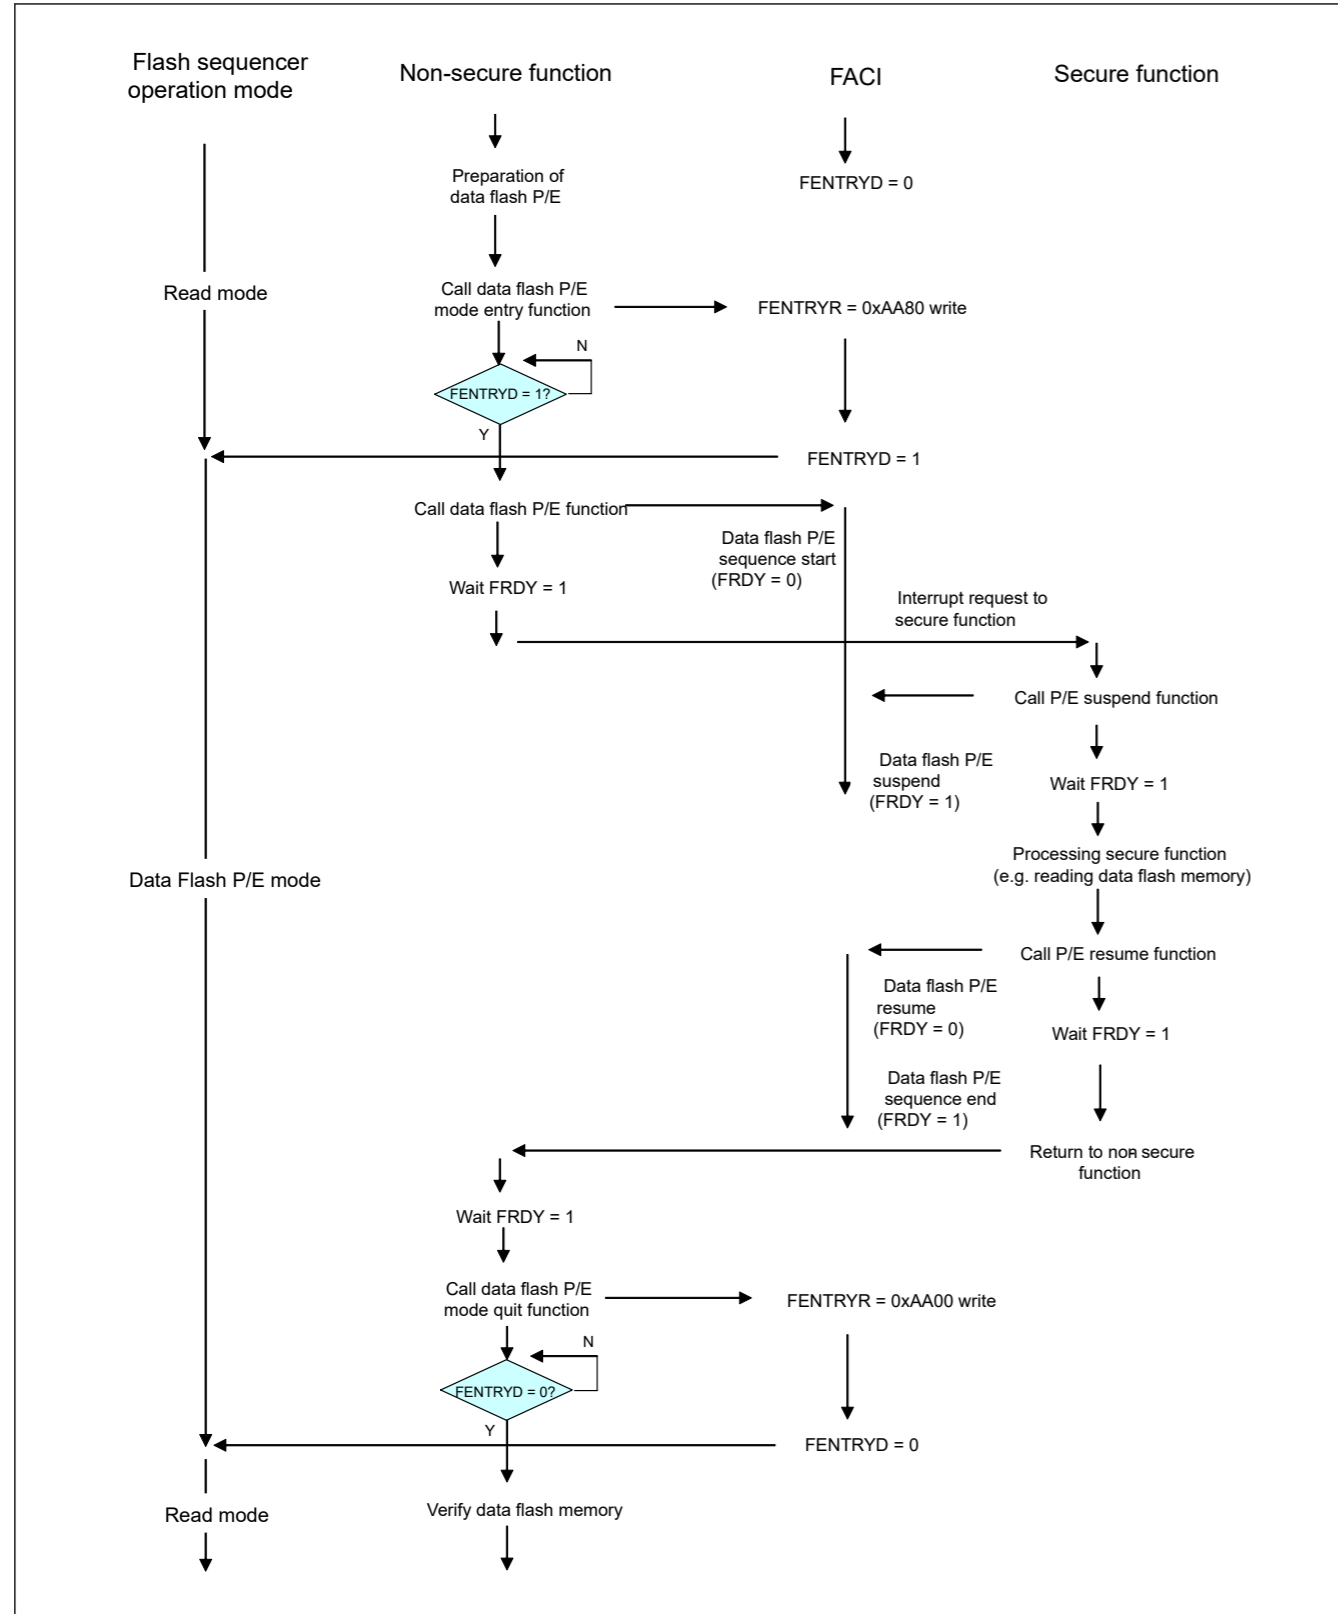 Flash sequencer
operation mode
Non-secure function
FACI
Secure function
Preparation of
data flash P/E
FENTRYD = 0
Read mode
Call data flash P/E
mode entry function
FENTRYR = 0xAA80 write
N
FENTRYD = 1?
Y
FENTRYD = 1
Call data flash P/E function
Data flash P/E
sequence start
(FRDY = 0)
Wait FRDY = 1
Interrupt request to
secure function
Call P/E suspend function
Data flash P/E
suspend
(FRDY = 1)
Wait FRDY = 1
Processing secure function
(e.g. reading data flash memory)
Data Flash P/E mode
Call P/E resume function
Data flash P/E
resume
(FRDY = 0)
Wait FRDY = 1
Data flash P/E
sequence end
(FRDY = 1)
Return to non secure
function
Wait FRDY = 1
Call data flash P/E
mode quit function
FENTRYR = 0xAA00 write
N
FENTRYD = 0?
Y
FENTRYD = 0
Read mode
Verify data flash memory